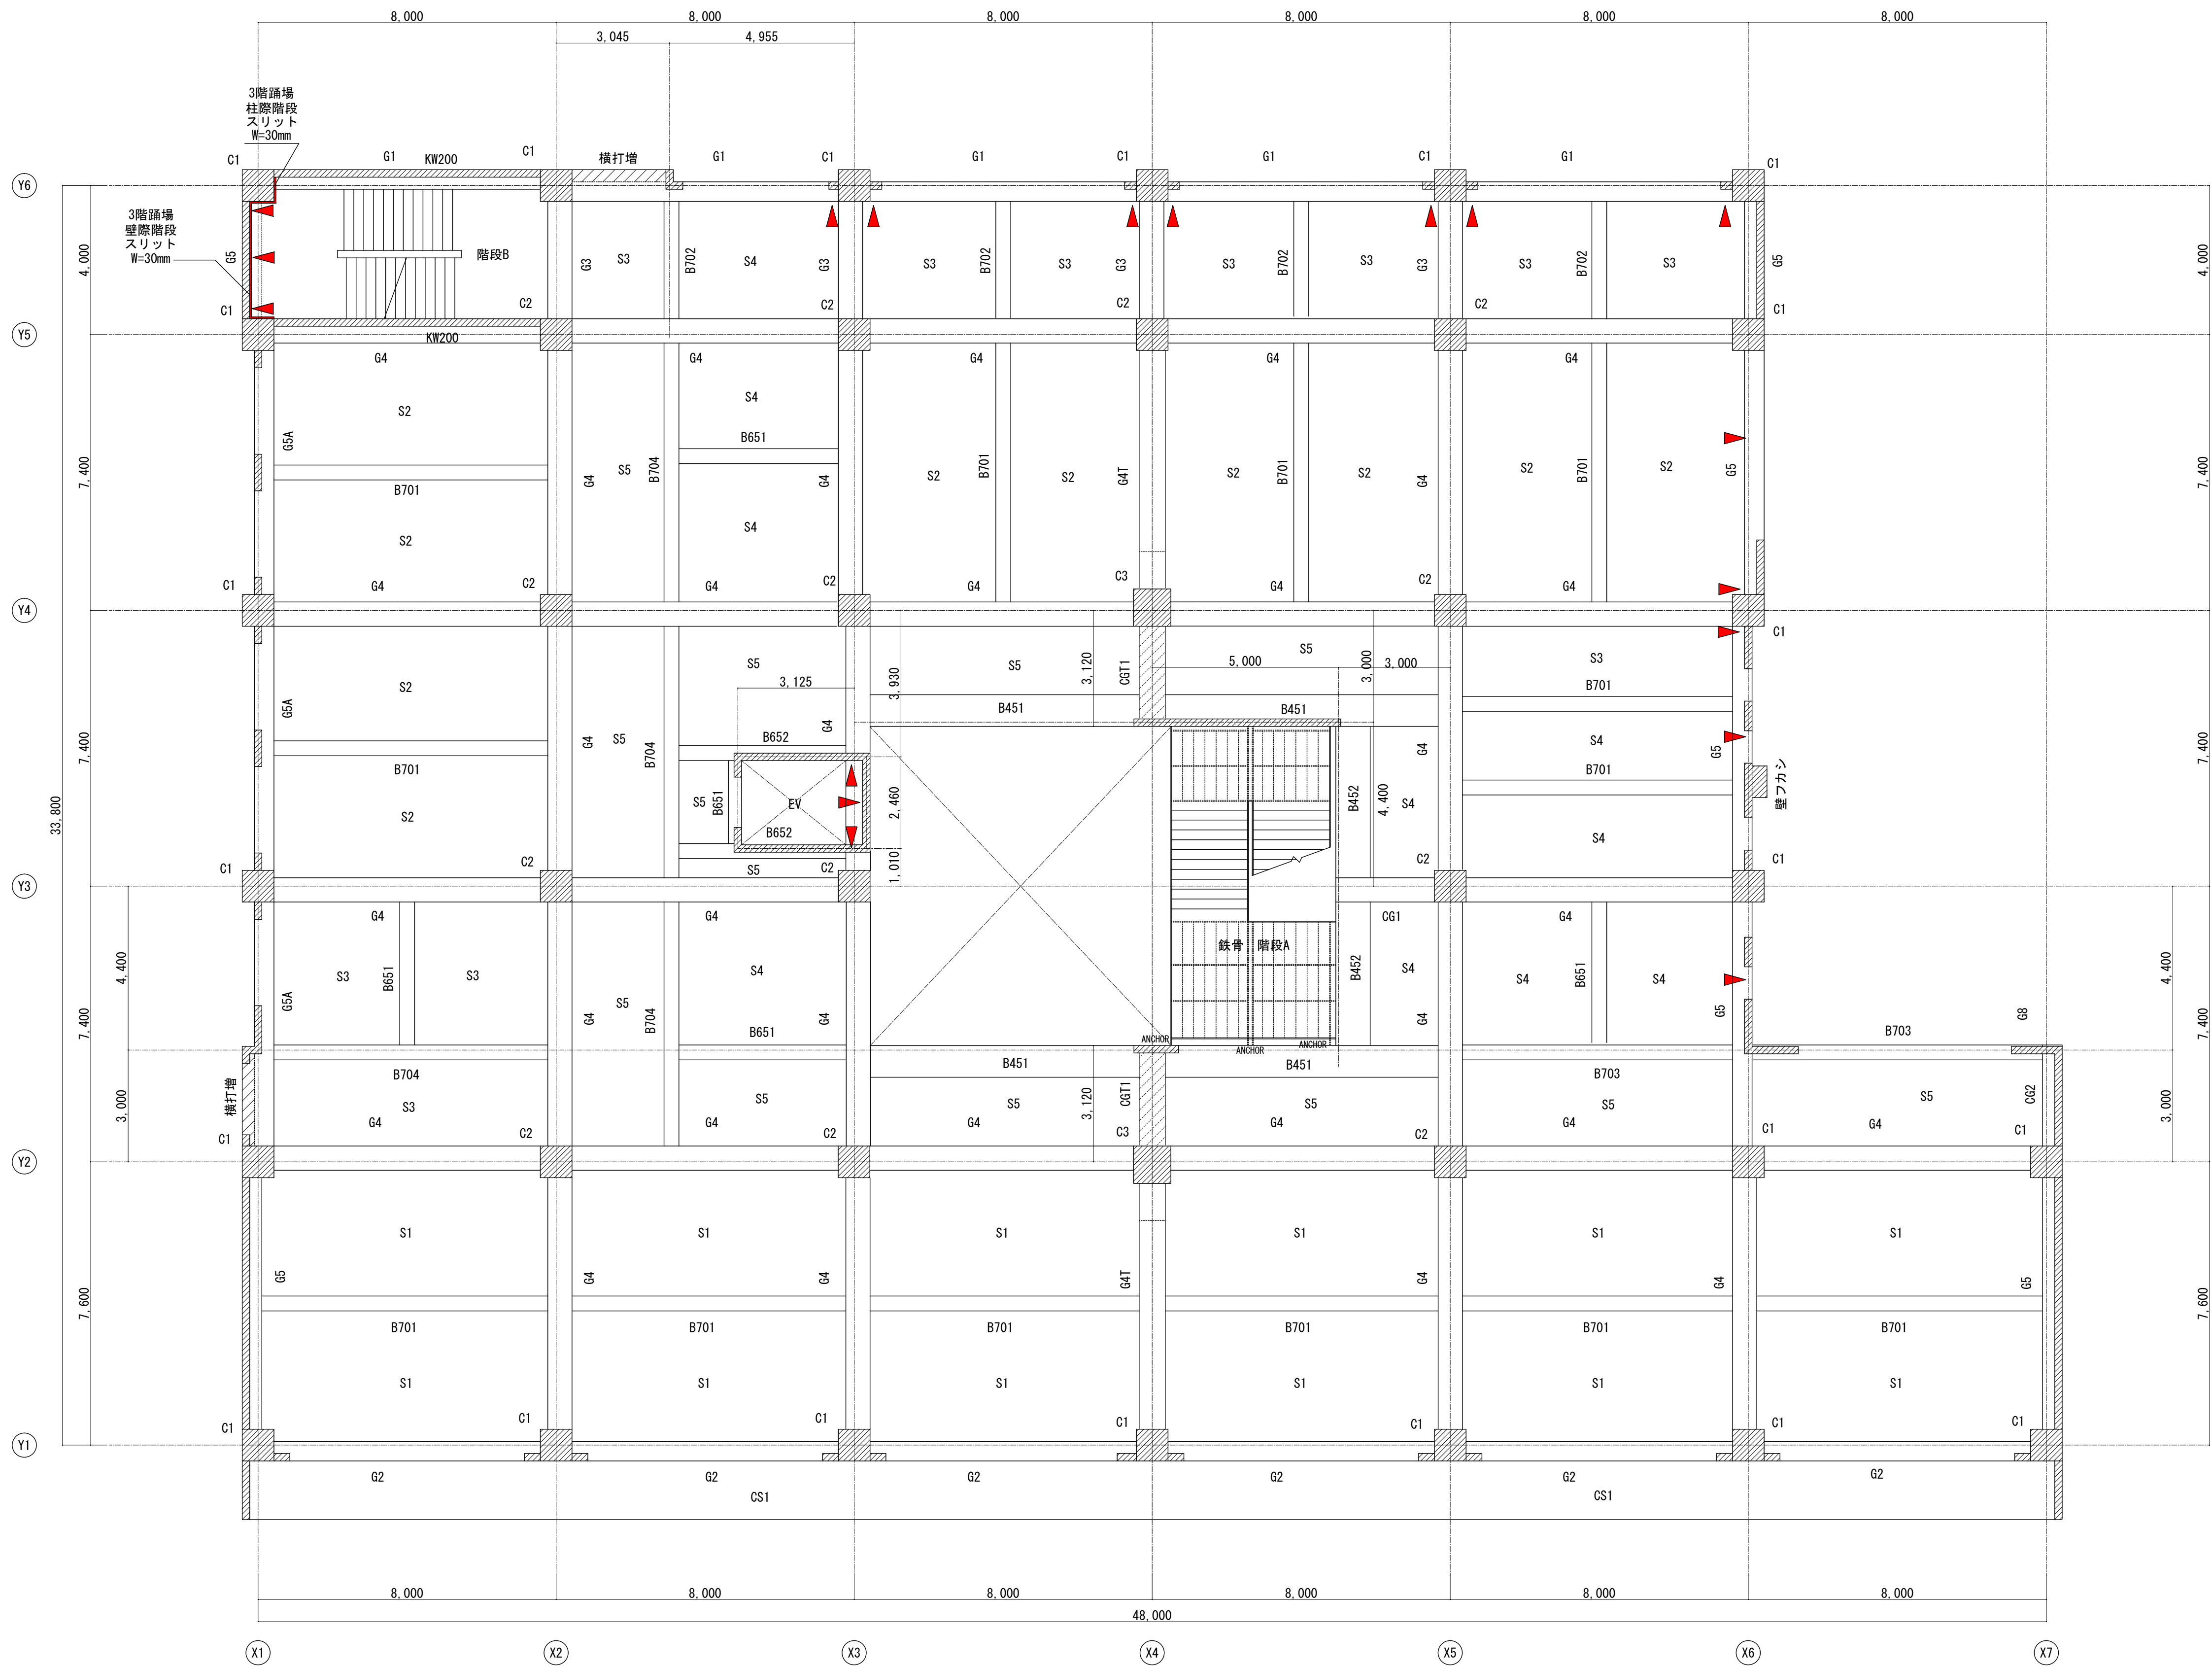 8,000 8,000 8,000 8,000 8,000 8,000
3,045 4,955
3階踊場
柱際階段
スリット
W=30mm
C1 G1 KW200 C1 横打増 G1 C1 G1 C1 G1 C1 G1 C1
Y6
3階踊場
壁際階段
スリット
W=30mm
4,000 G5 階段B G3 S3 B702 S4 G3 S3 B702 S3 G3 S3 B702 S3 G3 S3 B702 S3 G5 4,000
C1 C2 C2 C2 C2 C1
Y5
KW200
G4 G4 G4 G4 G4
S2 S4
G5A B651
7,400 B701 G4 S5 B704 G4 S2 B701 S2 G4T S2 B701 S2 G4 S2 B701 S2 G5 7,400
S2 S4
C1 G4 C2 G4 C2 G4 C3 G4 C2 G4
Y4
C1
S5 S5 3,120 CGT1 5,000 S5 3,000 3,000 S3
S2 3,125 3,930 B701
G5A B451 B451
33,800 7,400 G4 S5 B704 B652 G4 G4 S4 G5 7,400
B701 B701
S5 B651 EV 2,460 B452 4,400 S4 壁フカシ
S2 B652 S4
C1 C2 S5 C2 1,010 C2 C1
Y3
G4 G4 CG1 G4
鉄骨 階段A
4,400 S3 B651 S3 S4 B452 S4 S4 B651 S4 4,400
7,400 G5A G4 S5 B704 B651 G4 G4 G5 B703 G8 7,400
ANCHOR ANCHOR ANCHOR
B704 B451 B451 B703
3,000 横打増 S3 S5 S5 3,120 CGT1 S5 S5 S5 CG2 3,000
C1 G4 C2 G4 C2 G4 C3 G4 C2 G4 C1 G4 C1
Y2
S1 S1 S1 S1 S1 S1
G5 G4 G4 G4T G4 G4 G5
7,600 7,600
B701 B701 B701 B701 B701 B701
S1 S1 S1 S1 S1 S1
C1 C1 C1 C1 C1 C1 C1
Y1
G2 G2 G2 G2 G2 G2
CS1 CS1
8,000 8,000 8,000 8,000 8,000 8,000
48,000
X1 X2 X3 X4 X5 X6 X7